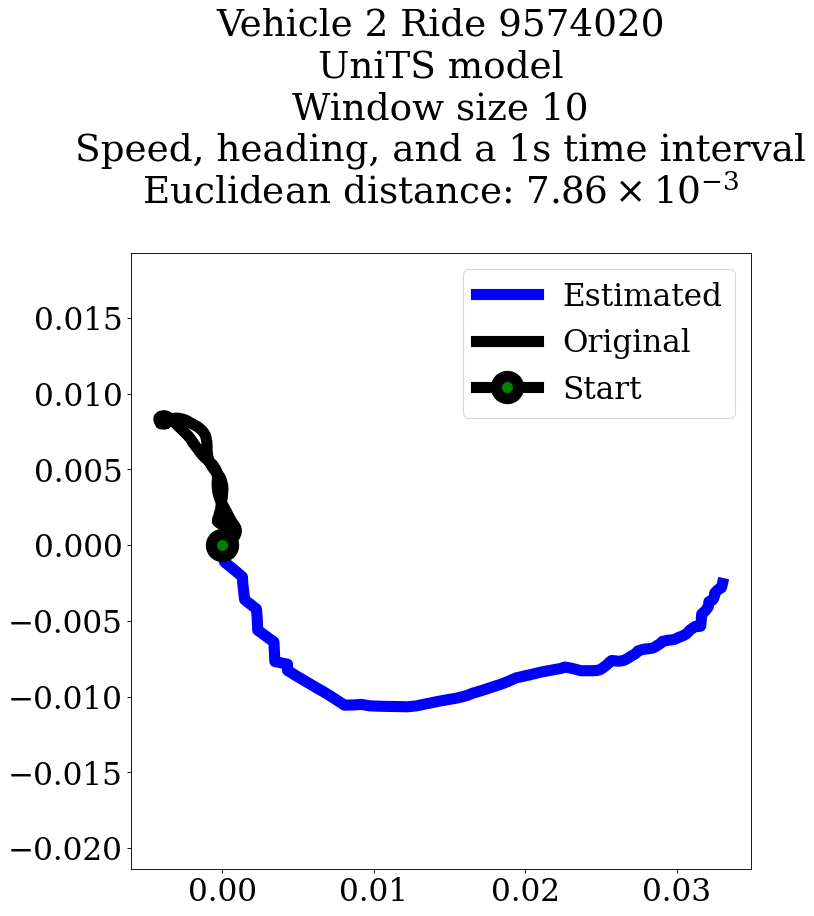 Vehicle 2 Ride 9574020
UniTS model
Window size 10
Speed, heading, and a 1s time interval
Euclidean distance: 7.86 × 10⁻³
Estimated
Original
Start
0.015
0.010
0.005
0.000
−0.005
−0.010
−0.015
−0.020
0.00 0.01 0.02 0.03